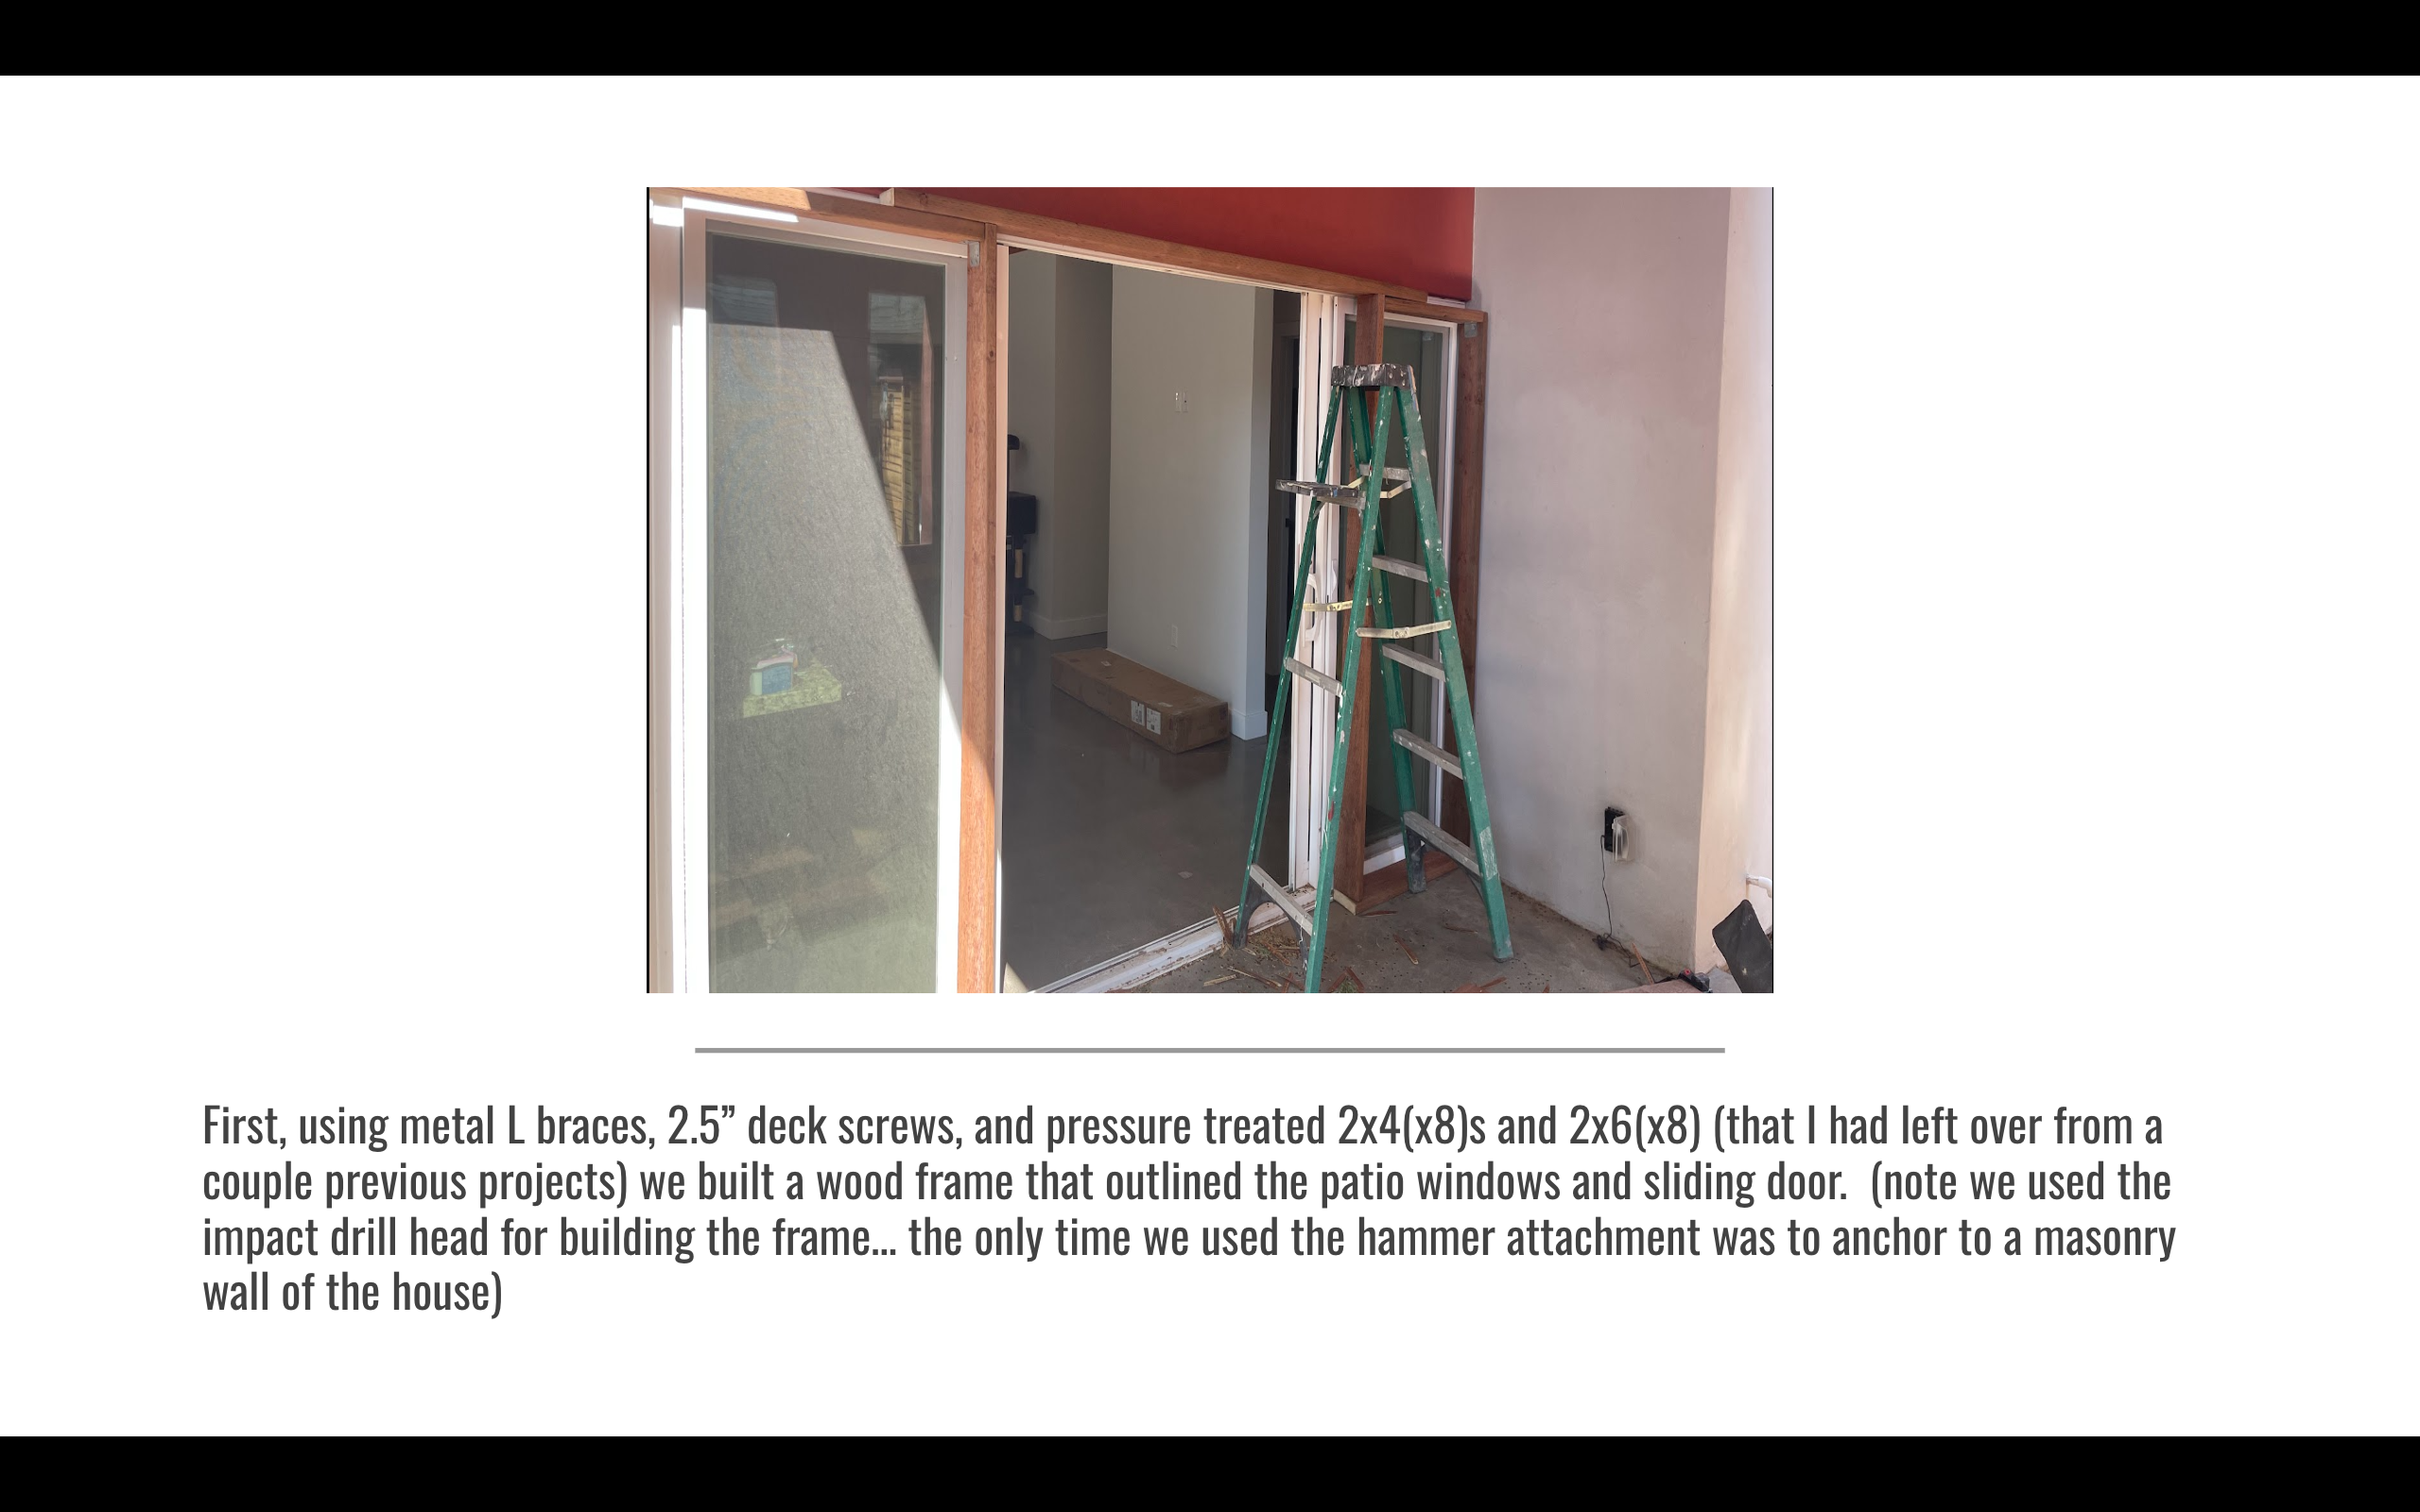 First, using metal L braces, 2.5” deck screws, and pressure treated 2x4(x8)s and 2x6(x8) (that I had left over from a
couple previous projects) we built a wood frame that outlined the patio windows and sliding door.  (note we used the
impact drill head for building the frame... the only time we used the hammer attachment was to anchor to a masonry
wall of the house)